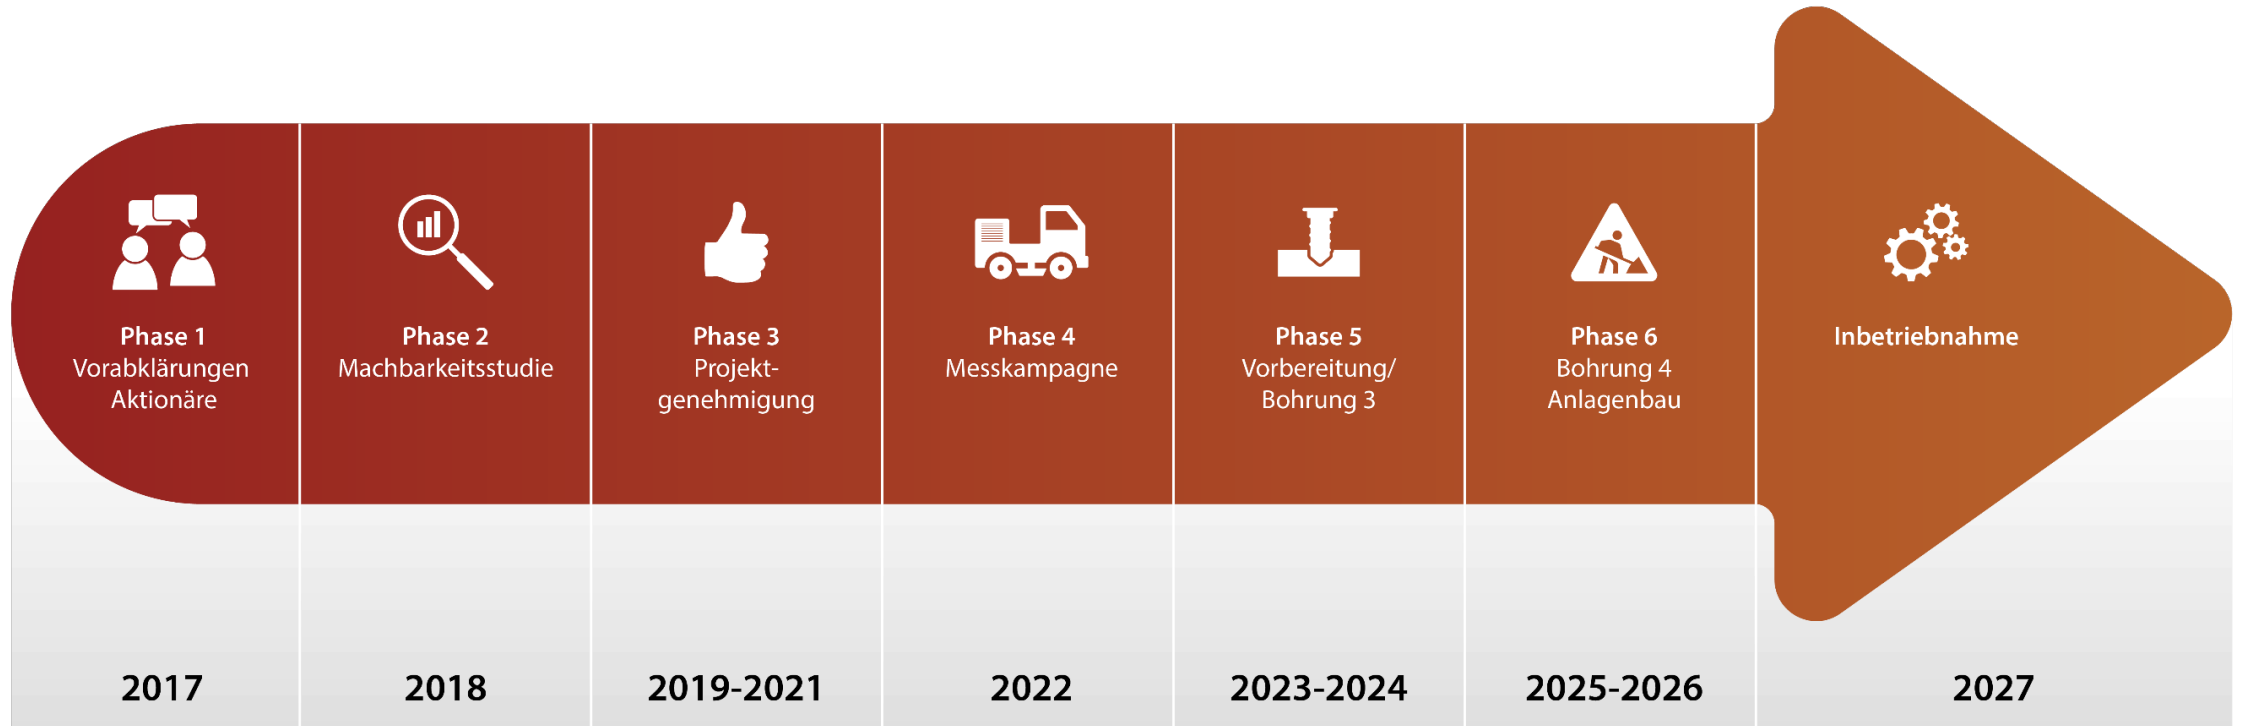 Phase 1
Vorabklärungen
Aktionäre
Phase 2
Machbarkeitsstudie
Phase 3
Projekt-
genehmigung
Phase 4
Messkampagne
Phase 5
Vorbereitung/
Bohrung 3
Phase 6
Bohrung 4
Anlagenbau
Inbetriebnahme
2017
2018
2019-2021
2022
2023-2024
2025-2026
2027